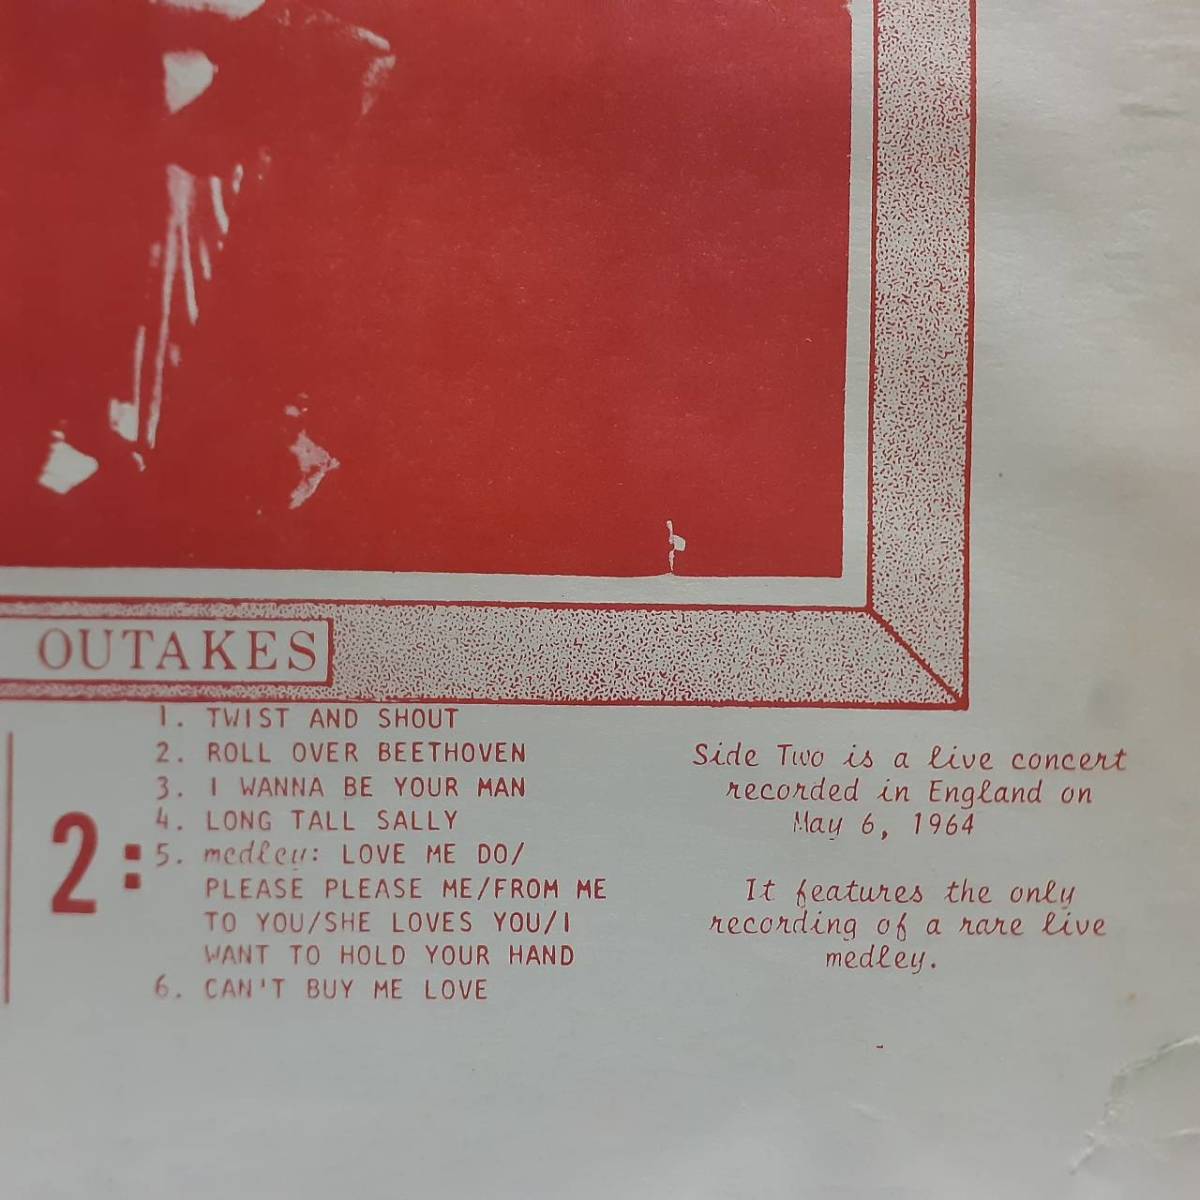 OUTAKES
2:
1. TWIST AND SHOUT
2. ROLL OVER BEETHOVEN
3. I WANNA BE YOUR MAN
4. LONG TALL SALLY
5. medley: LOVE ME DO/
PLEASE PLEASE ME/FROM ME
TO YOU/SHE LOVES YOU/I
WANT TO HOLD YOUR HAND
6. CAN'T BUY ME LOVE
Side Two is a live concert
recorded in England on
May 6, 1964
It features the only
recording of a rare live
medley.